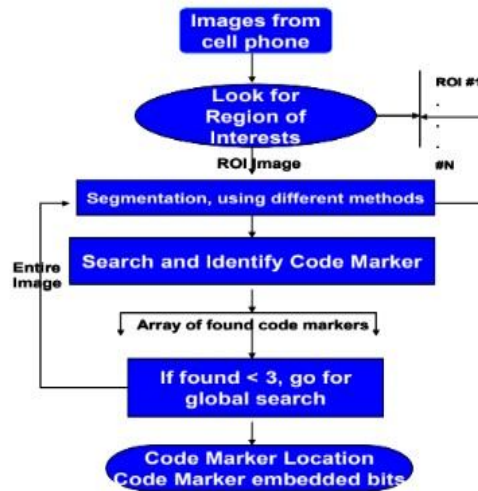 Images from
cell phone
Look for
Region of
Interests
ROI #1
.
.
.
#N
ROI Image
Segmentation, using different methods
Entire
Image
Search and Identify Code Marker
Array of found code markers
If found < 3, go for
global search
Code Marker Location
Code Marker embedded bits